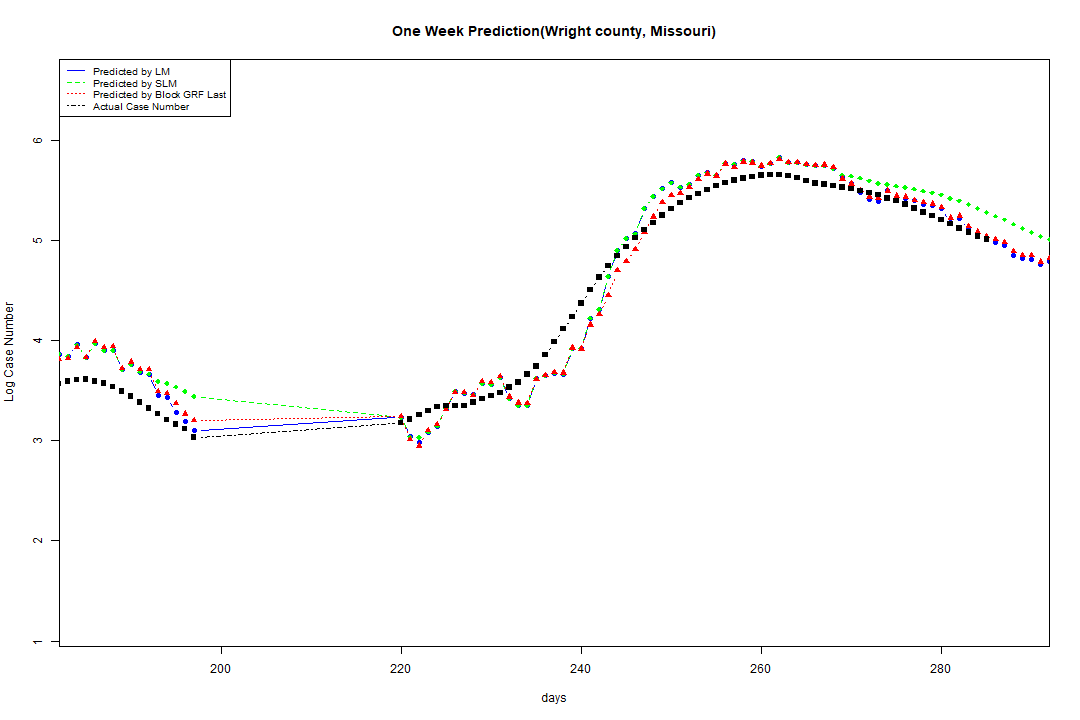 One Week Prediction(Wright county, Missouri)
Predicted by LM
Predicted by SLM
Predicted by Block GRF Last
Actual Case Number
6
5
4
3
2
1
Log Case Number
200
220
240
260
280
days